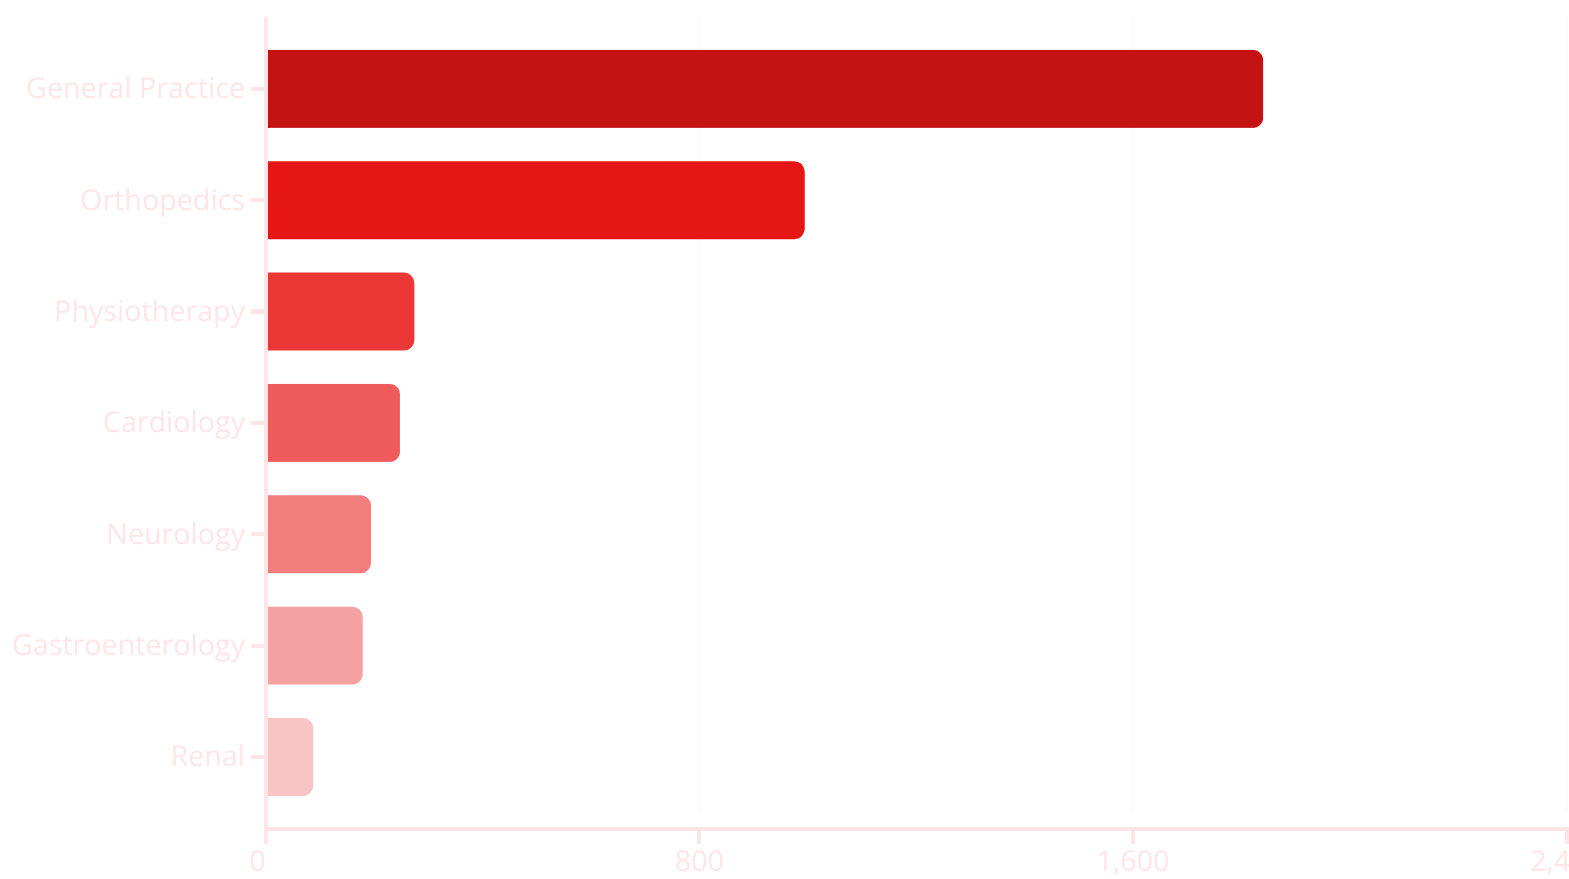 General Practice
Orthopedics
Physiotherapy
Cardiology
Neurology
Gastroenterology
Renal
0 800 1,600 2,4